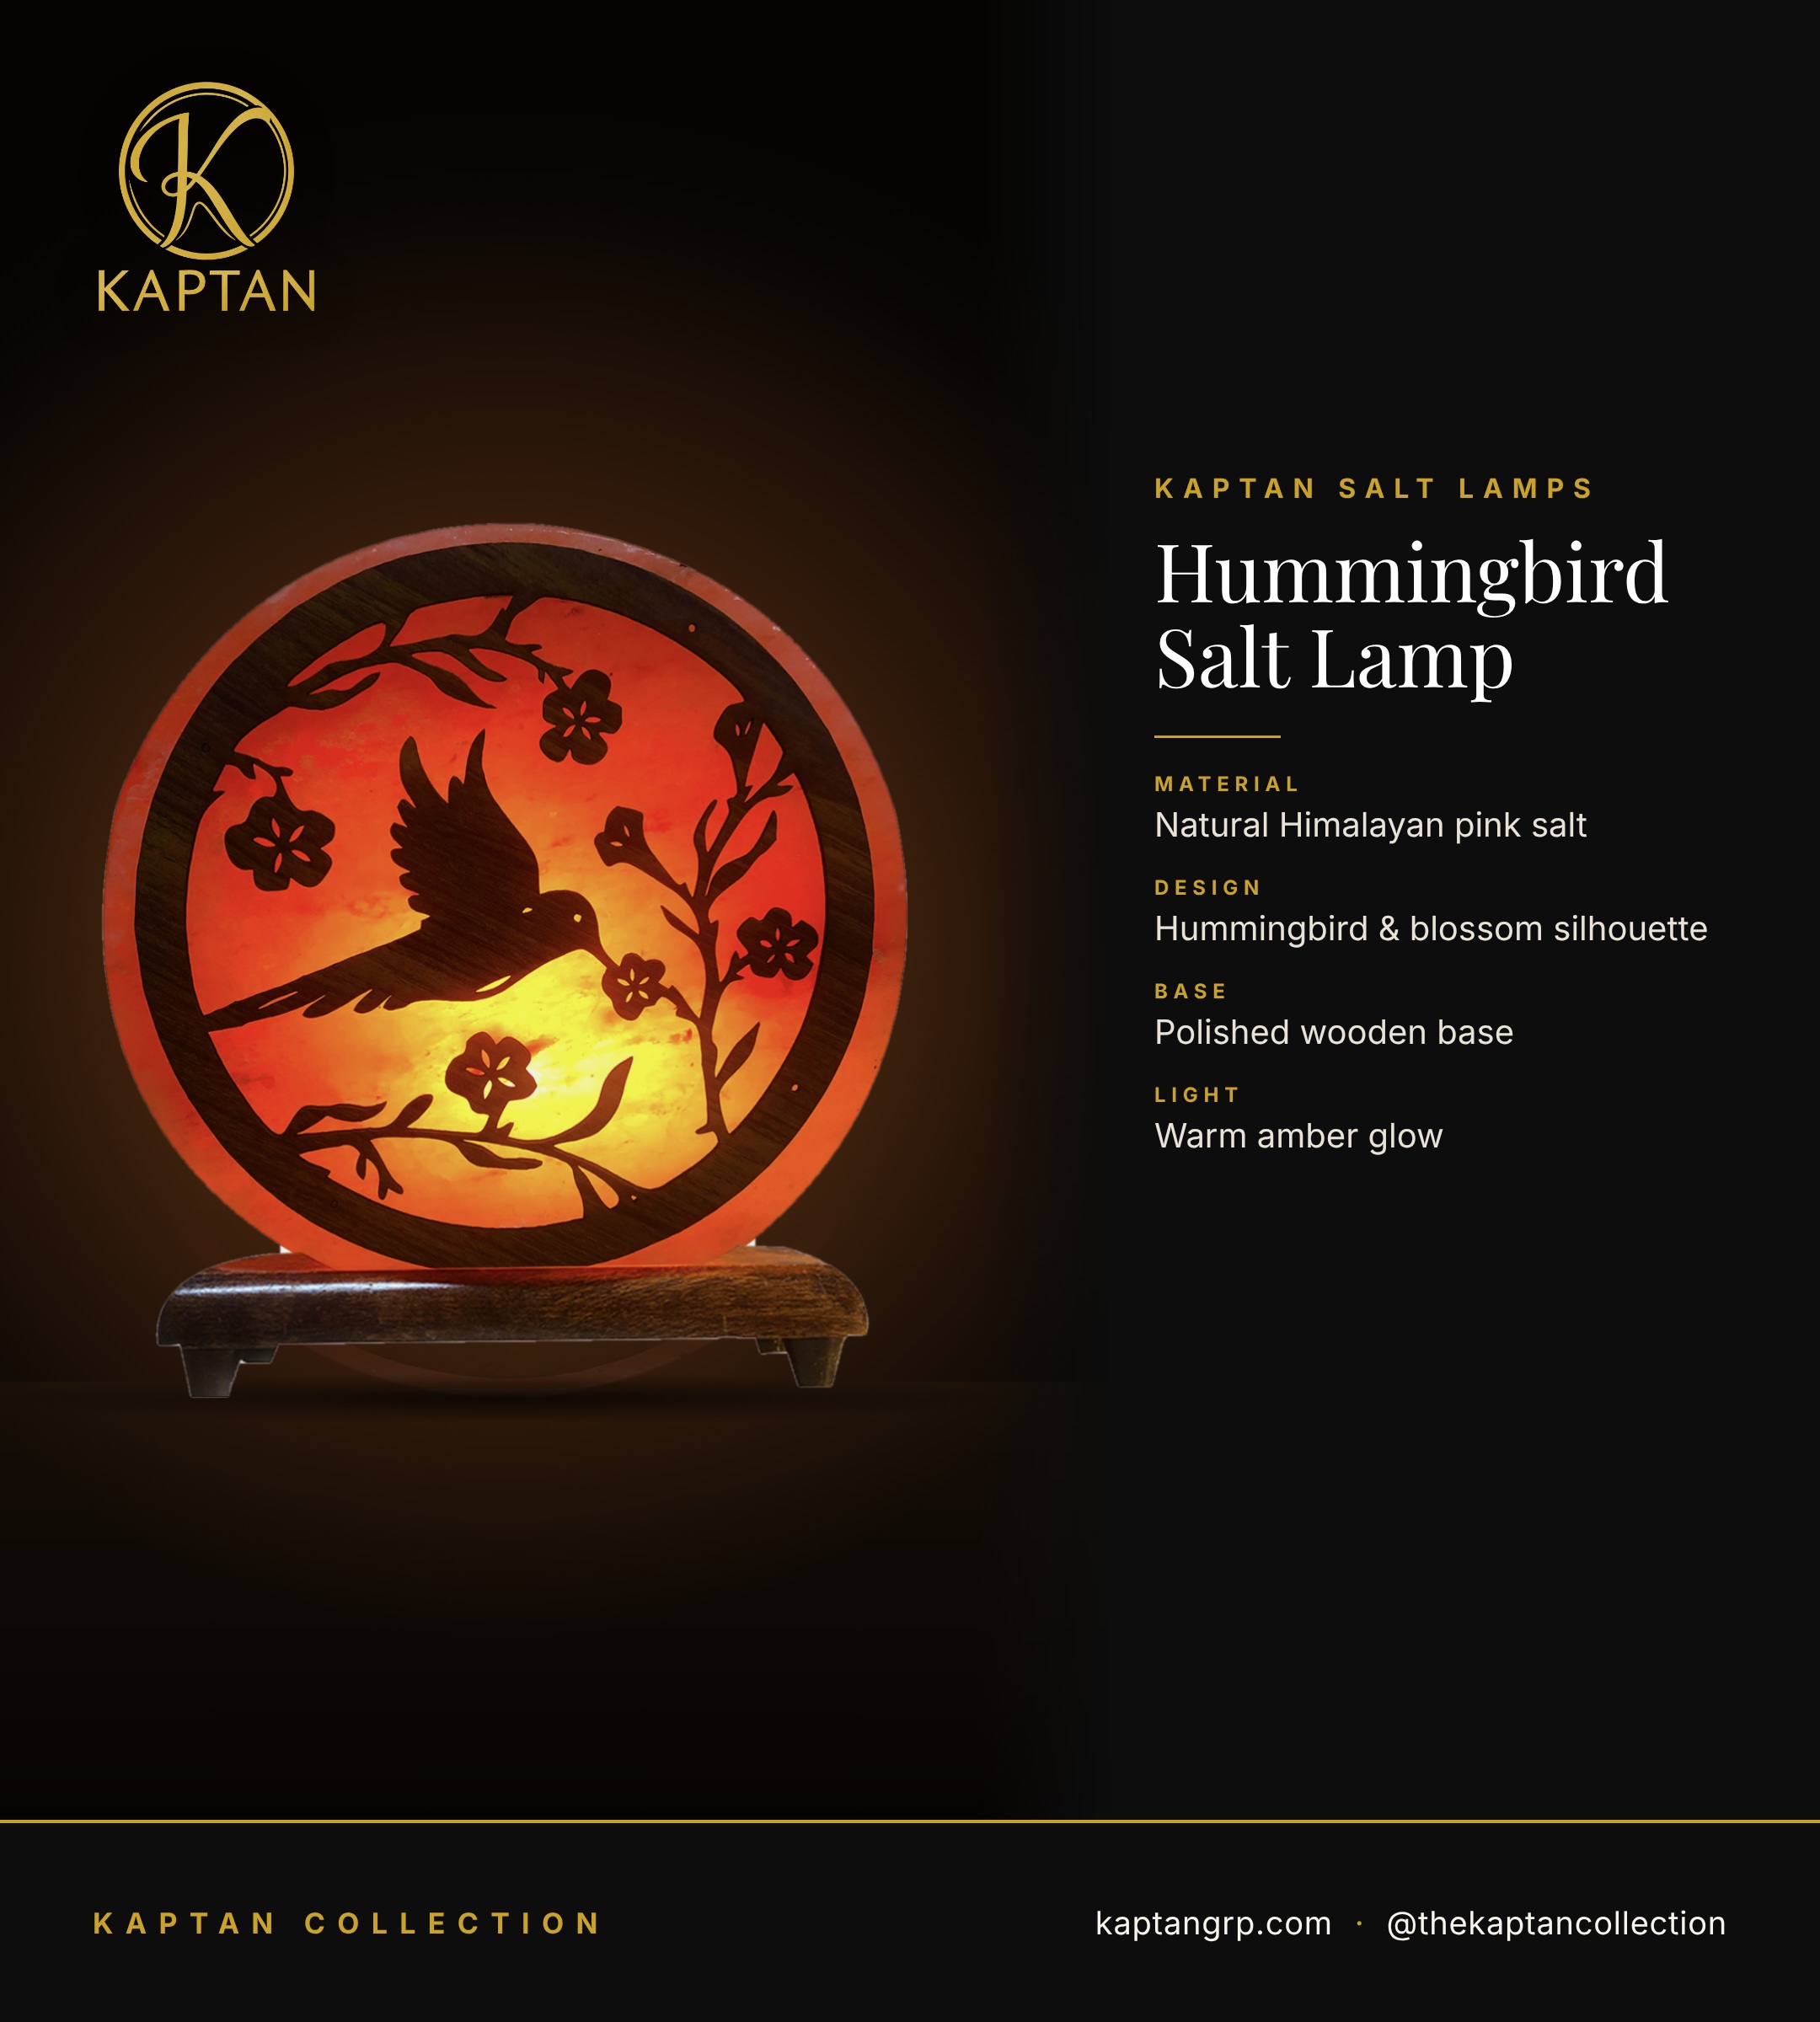 K
KAPTAN
KAPTAN SALT LAMPS
Hummingbird
Salt Lamp
MATERIAL
Natural Himalayan pink salt
DESIGN
Hummingbird & blossom silhouette
BASE
Polished wooden base
LIGHT
Warm amber glow
KAPTAN COLLECTION
kaptangrp.com · @thekaptancollection